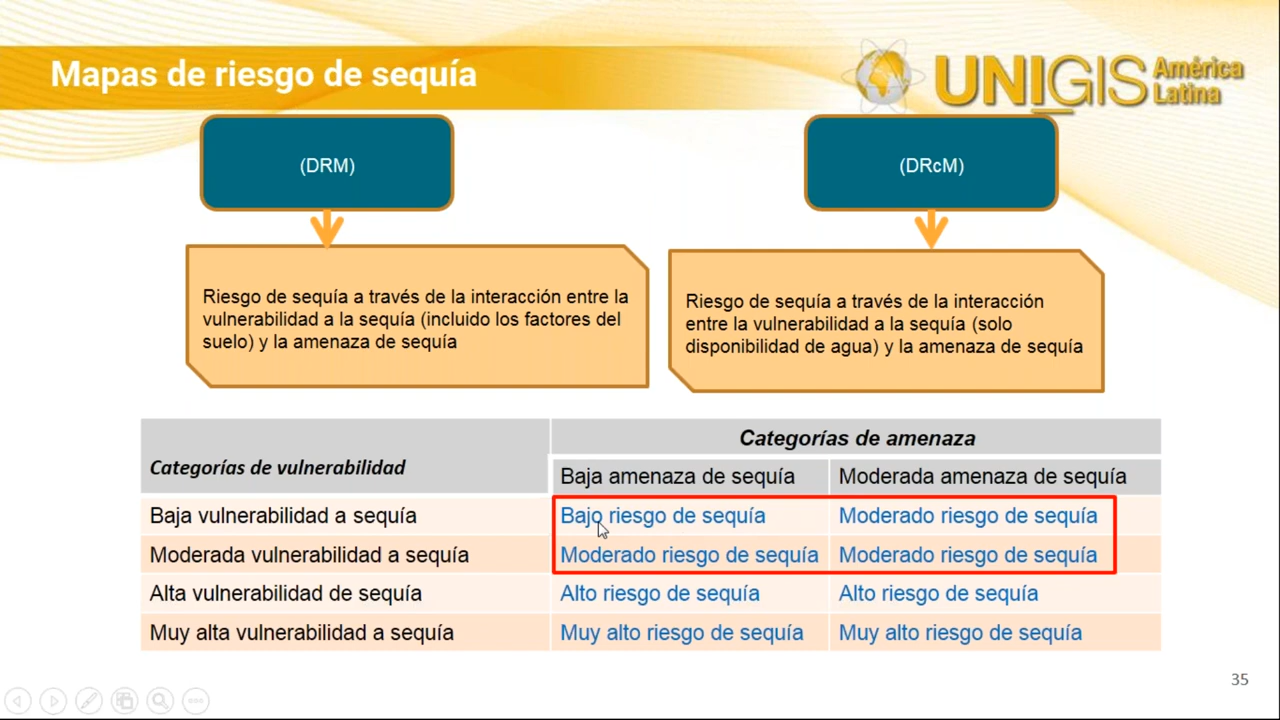 Mapas de riesgo de sequía
UNIGIS América
Latina
(DRM)
(DRcM)
Riesgo de sequía a través de la interacción entre la
vulnerabilidad a la sequía (incluido los factores del
suelo) y la amenaza de sequía
Riesgo de sequía a través de la interacción
entre la vulnerabilidad a la sequía (solo
disponibilidad de agua) y la amenaza de sequía
Categorías de vulnerabilidad
Categorías de amenaza
Baja amenaza de sequía
Moderada amenaza de sequía
Baja vulnerabilidad a sequía
Bajo riesgo de sequía
Moderado riesgo de sequía
Moderada vulnerabilidad a sequía
Moderado riesgo de sequía
Moderado riesgo de sequía
Alta vulnerabilidad de sequía
Alto riesgo de sequía
Alto riesgo de sequía
Muy alta vulnerabilidad a sequía
Muy alto riesgo de sequía
Muy alto riesgo de sequía
35